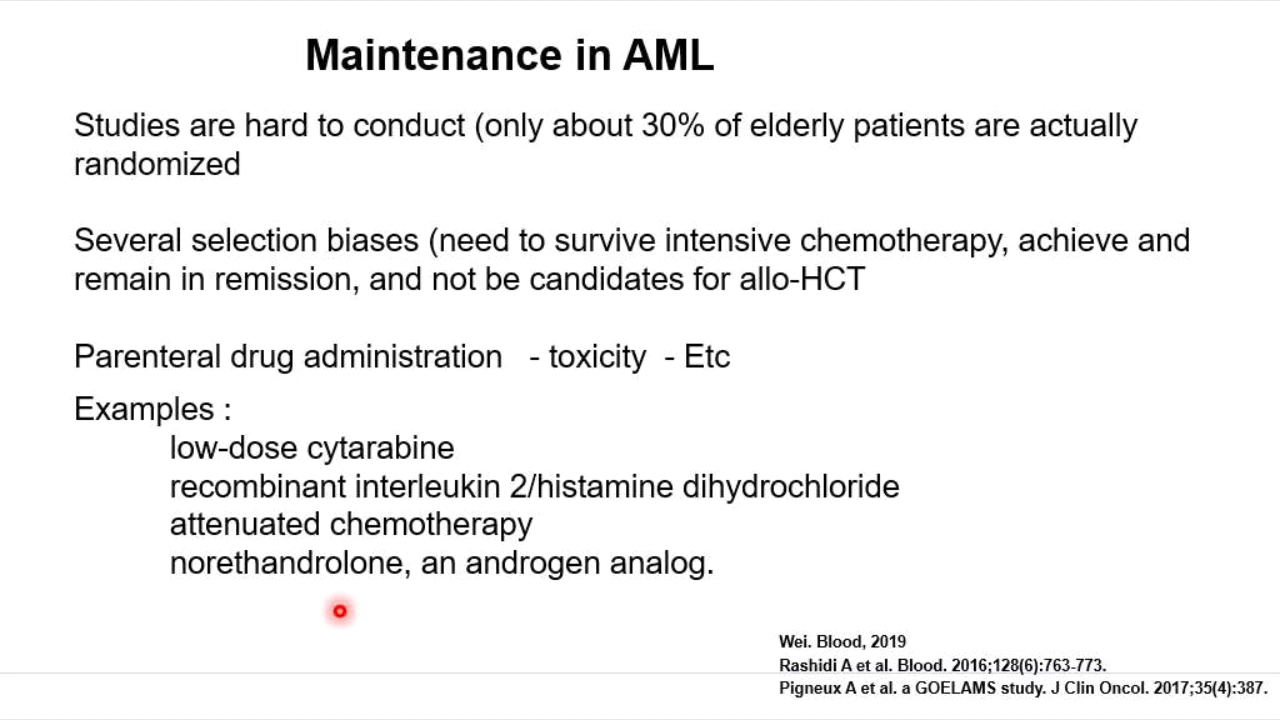 Maintenance in AML
Studies are hard to conduct (only about 30% of elderly patients are actually
randomized
Several selection biases (need to survive intensive chemotherapy, achieve and
remain in remission, and not be candidates for allo-HCT
Parenteral drug administration - toxicity - Etc
Examples :
low-dose cytarabine
recombinant interleukin 2/histamine dihydrochloride
attenuated chemotherapy
norethandrolone, an androgen analog.
Wei. Blood, 2019
Rashidi A et al. Blood. 2016;128(6):763-773.
Pigneux A et al. a GOELAMS study. J Clin Oncol. 2017;35(4):387.